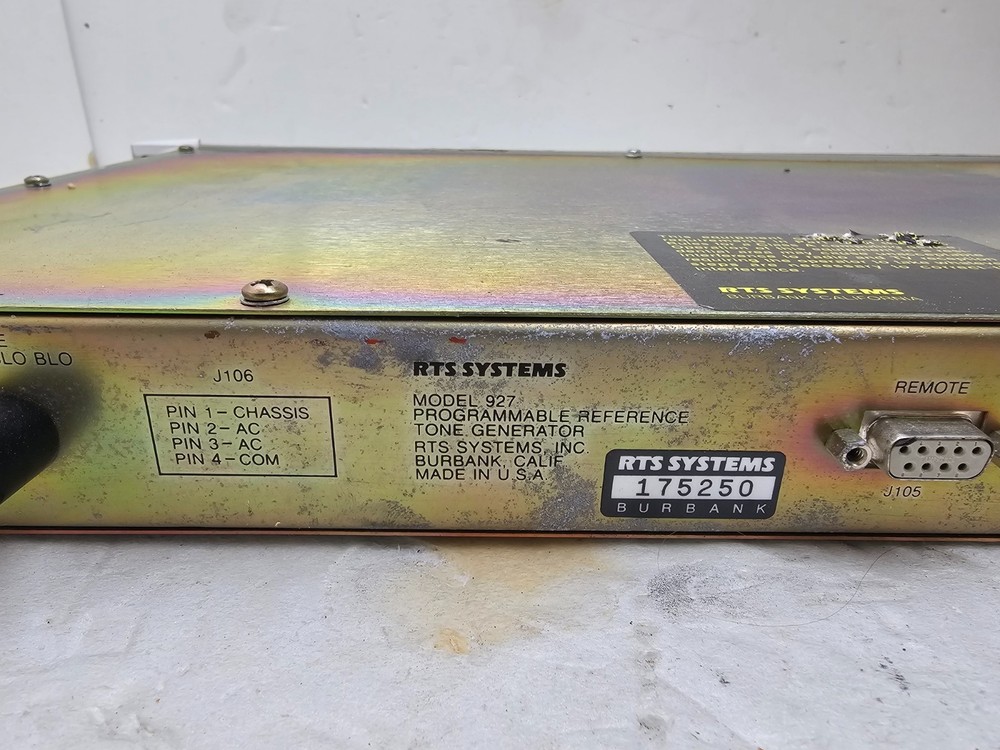 interference.
RTS SYSTEMS
BURBANK, CALIFORNIA
LO BLO
J106
PIN 1 - CHASSIS
PIN 2 - AC
PIN 3 - AC
PIN 4 - COM
RTS SYSTEMS
MODEL 927
PROGRAMMABLE REFERENCE
TONE GENERATOR
RTS SYSTEMS, INC.
BURBANK, CALIF
MADE IN U.S.A.
RTS SYSTEMS
175250
BURBANK
REMOTE
J105